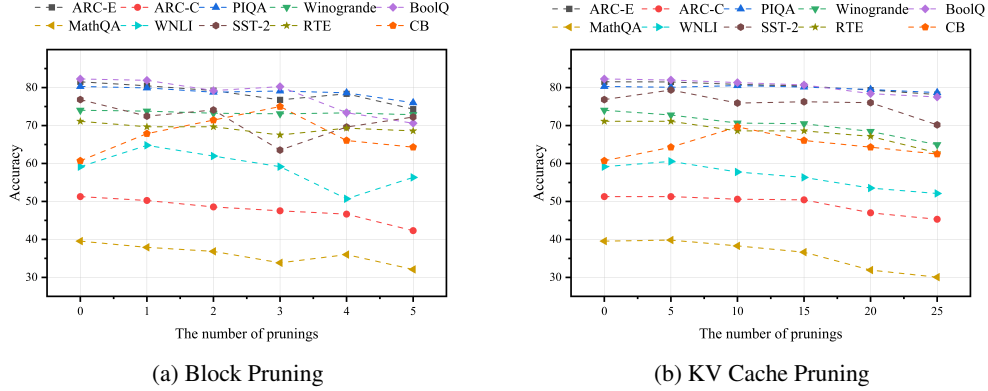 ARC-E ARC-C PIQA Winogrande BoolQ
MathQA WNLI SST-2 RTE CB
80
70
60
50
40
30
Accuracy
0 1 2 3 4 5
The number of prunings
(a) Block Pruning
ARC-E ARC-C PIQA Winogrande BoolQ
MathQA WNLI SST-2 RTE CB
80
70
60
50
40
30
Accuracy
0 5 10 15 20 25
The number of prunings
(b) KV Cache Pruning